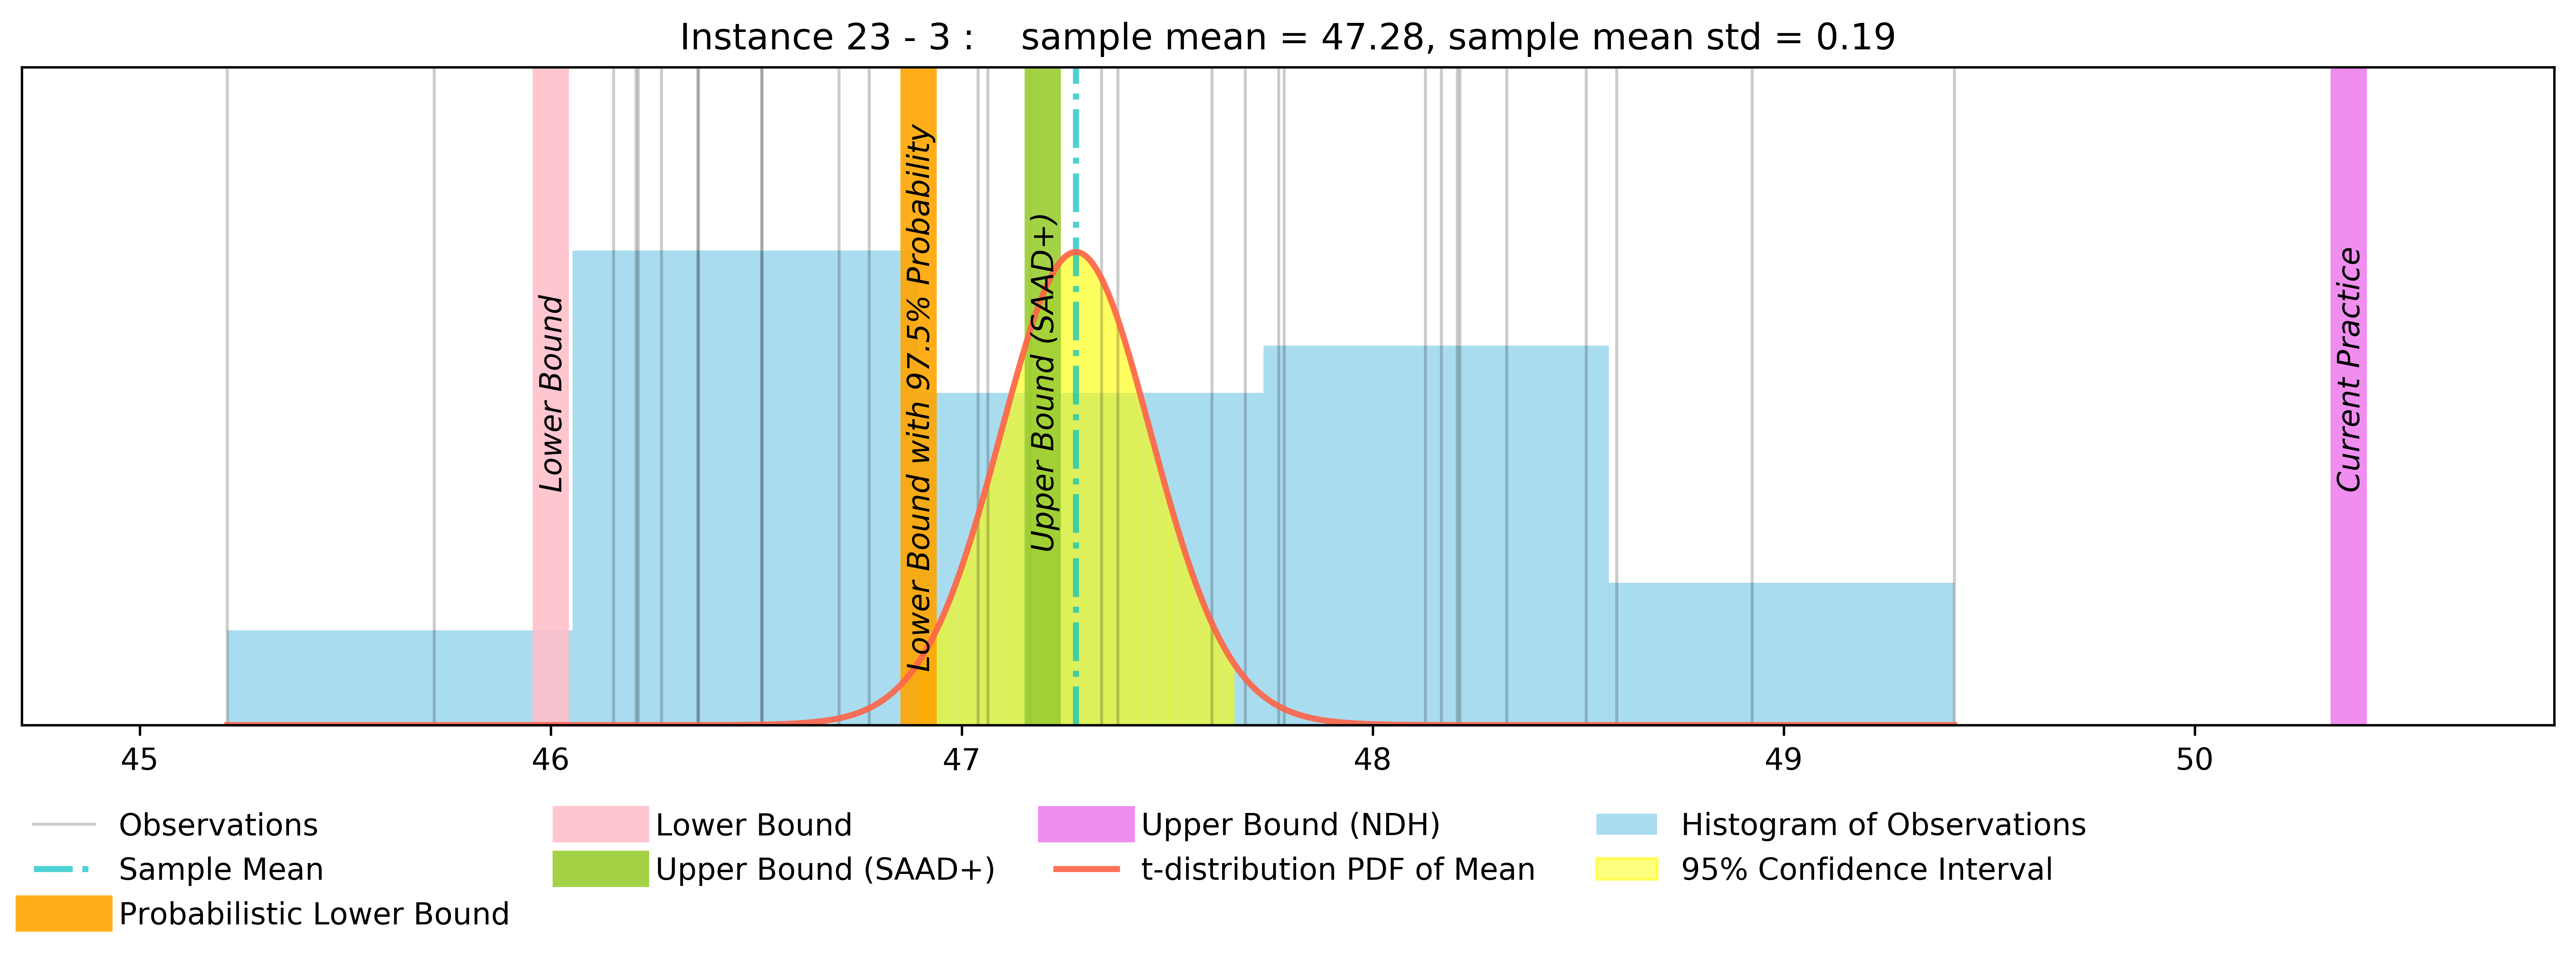 Instance 23 - 3 :    sample mean = 47.28, sample mean std = 0.19
Lower Bound
Lower Bound with 97.5% Probability
Upper Bound (SAAD+)
Current Practice
45 46 47 48 49 50
Observations
Sample Mean
Probabilistic Lower Bound
Lower Bound
Upper Bound (SAAD+)
Upper Bound (NDH)
t-distribution PDF of Mean
Histogram of Observations
95% Confidence Interval